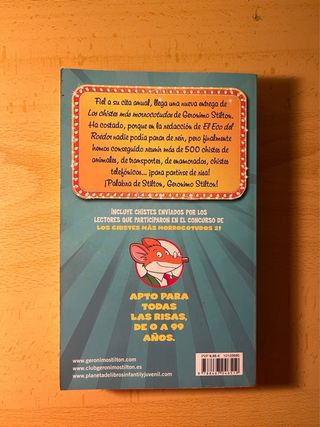 Fiel a su cita anual, llega una nueva entrega de
Los chistes más morrocotudos de Geronimo Stilton.
Ha costado, porque en la redacción de El Eco del
Roedor nadie podía parar de reír, pero finalmente
hemos conseguido reunir más de 500 chistes de
animales, de transportes, de enamorados, chistes
telefónicos... ¡para partirse de risa!
¡Palabra de Stilton, Geronimo Stilton!
INCLUYE CHISTES ENVIADOS POR LOS
LECTORES QUE PARTICIPARON EN EL CONCURSO DE
LOS CHISTES MÁS MORROCOTUDOS 2!
APTO PARA
TODAS
LAS RISAS,
DE 0 A 99
AÑOS.
www.geronimostilton.com
www.clubgeronimostilton.es
www.planetadelibrosinfantilyjuvenil.com